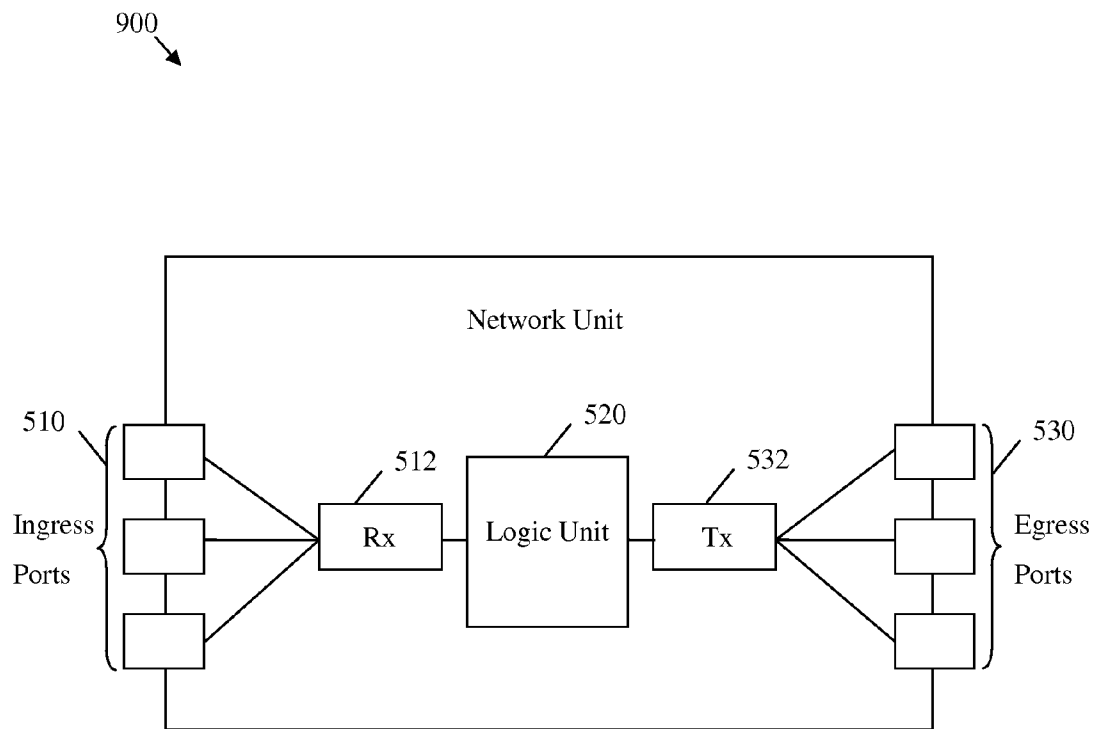 900
Network Unit
510
520
530
512
532
Ingress
Ports
Rx
Logic Unit
Tx
Egress
Ports